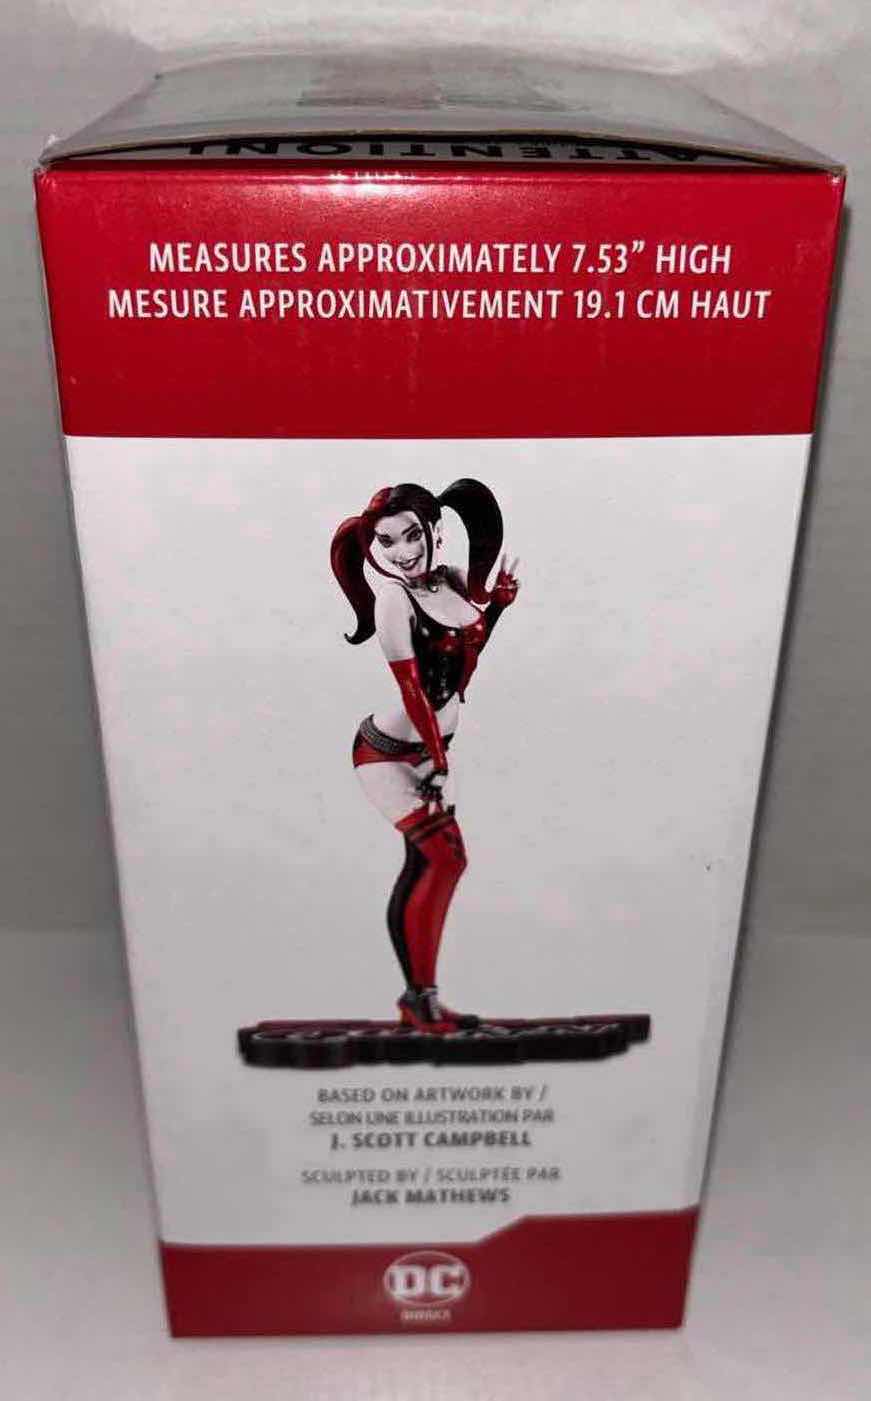 ATTENTION!
MEASURES APPROXIMATELY 7.53” HIGH
MESURE APPROXIMATIVEMENT 19.1 CM HAUT
BASED ON ARTWORK BY /
SELON UNE ILLUSTRATION PAR
J. SCOTT CAMPBELL
SCULPTED BY / SCULPTÉE PAR
JACK MATHEWS
DC